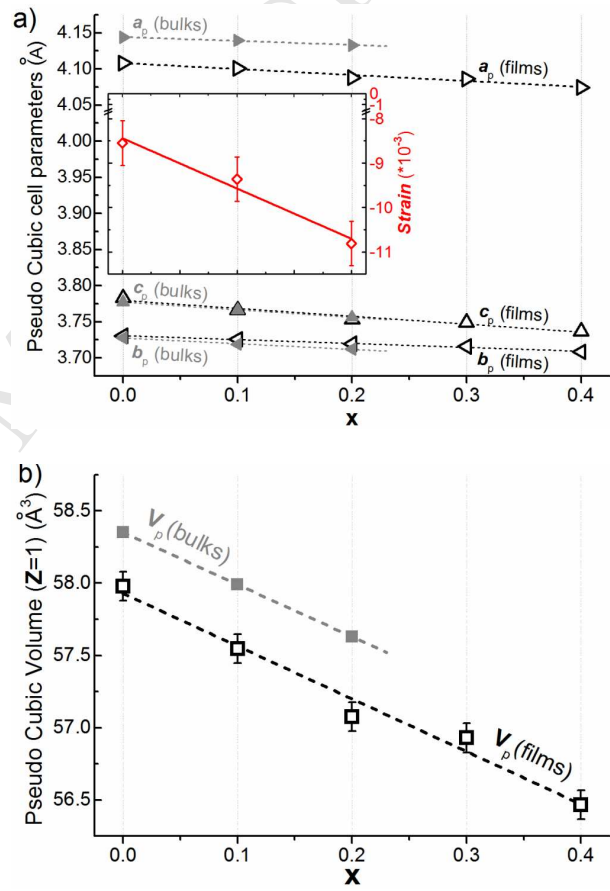 a)
Pseudo Cubic cell parameters (Å)
4.15
4.10
4.05
4.00
3.95
3.90
3.85
3.80
3.75
3.70
a_p (bulks)
a_p (films)
0
-1
-8
-9
-10
-11
Strain (*10^-3)
c_p (bulks)
c_p (films)
b_p (bulks)
b_p (films)
0.0 0.1 0.2 0.3 0.4
x
b)
Pseudo Cubic Volume (Z=1) (Å^3)
58.5
58.0
57.5
57.0
56.5
V_p (bulks)
V_p (films)
0.0 0.1 0.2 0.3 0.4
x